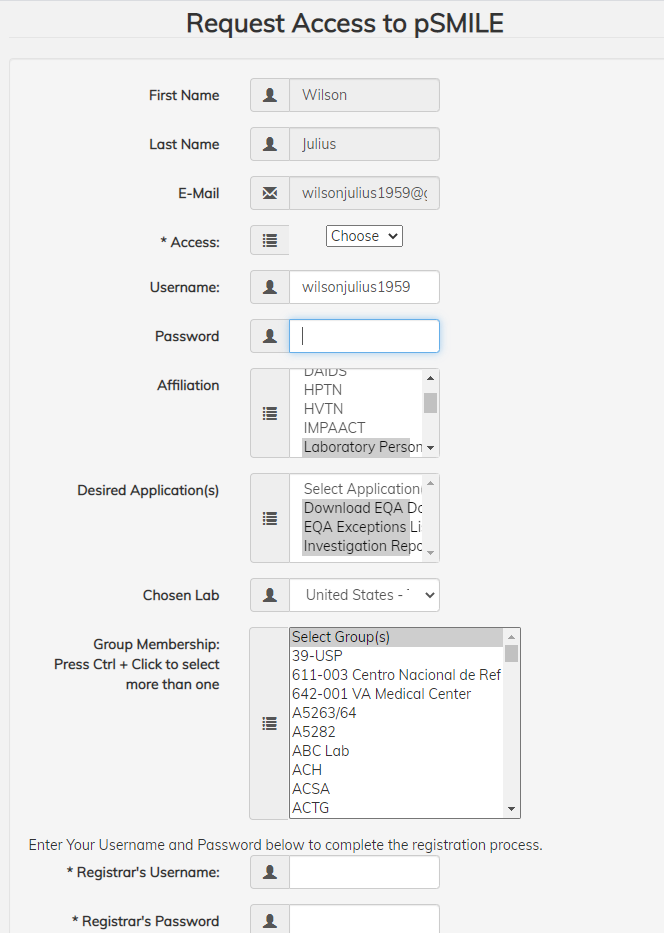 Request Access to pSMILE
First Name
Wilson
Last Name
Julius
E-Mail
wilsonjulius1959@g
* Access:
Choose
Username:
wilsonjulius1959
Password
Affiliation
DAIDS
HPTN
HVTN
IMPAACT
Laboratory Person
Desired Application(s)
Select Application(
Download EQA Do
EQA Exceptions Li
Investigation Repo
Chosen Lab
United States -
Group Membership:
Press Ctrl + Click to select
more than one
Select Group(s)
39-USP
611-003 Centro Nacional de Ref
642-001 VA Medical Center
A5263/64
A5282
ABC Lab
ACH
ACSA
ACTG
Enter Your Username and Password below to complete the registration process.
* Registrar's Username:
* Registrar's Password